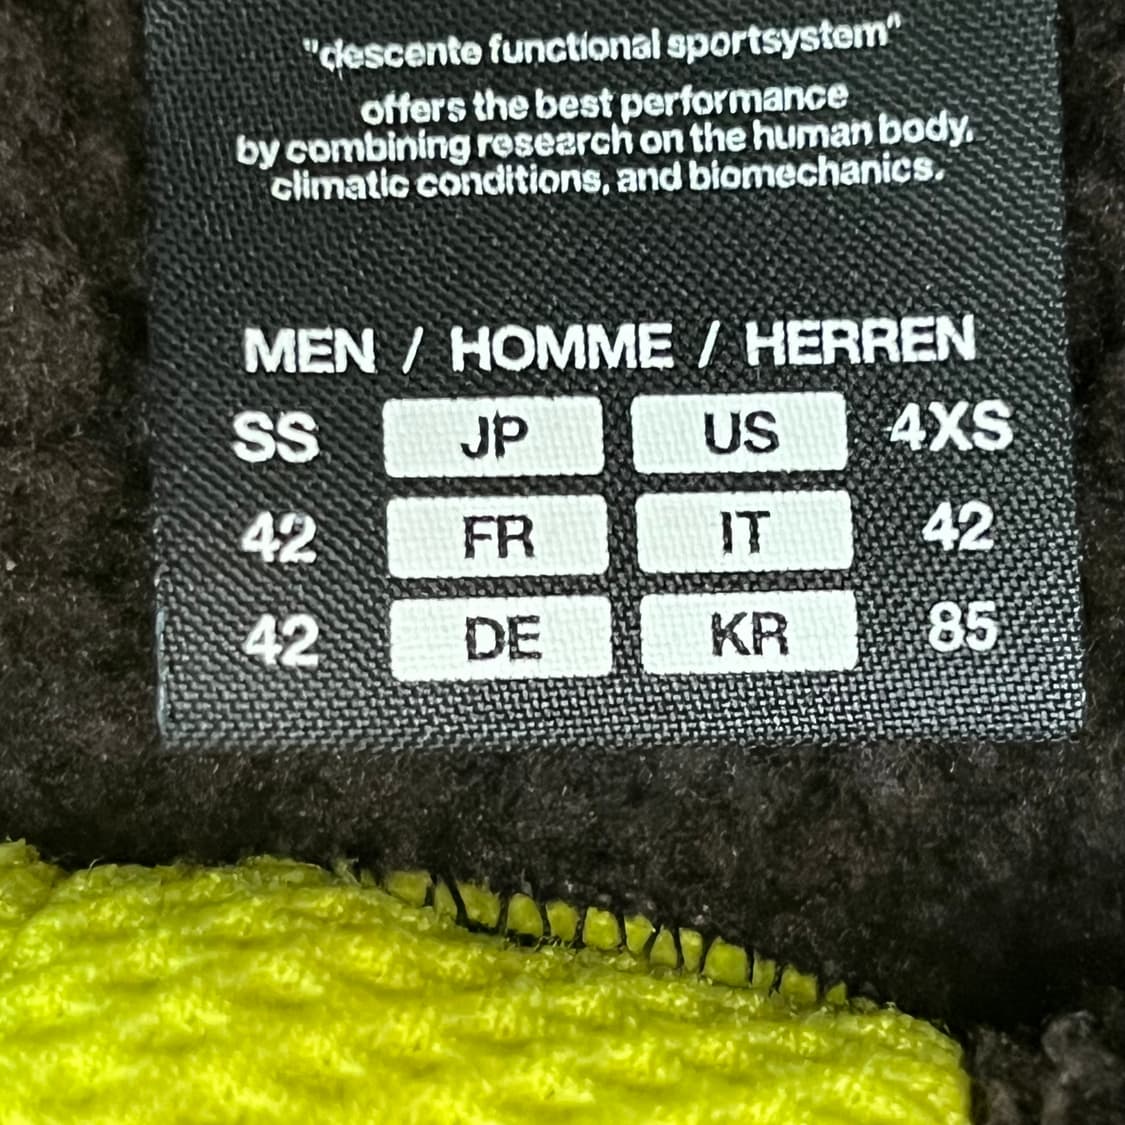 "descente functional sportsystem"
offers the best performance
by combining research on the human body,
climatic conditions, and biomechanics.
MEN / HOMME / HERREN
SS JP US 4XS
42 FR IT 42
42 DE KR 85